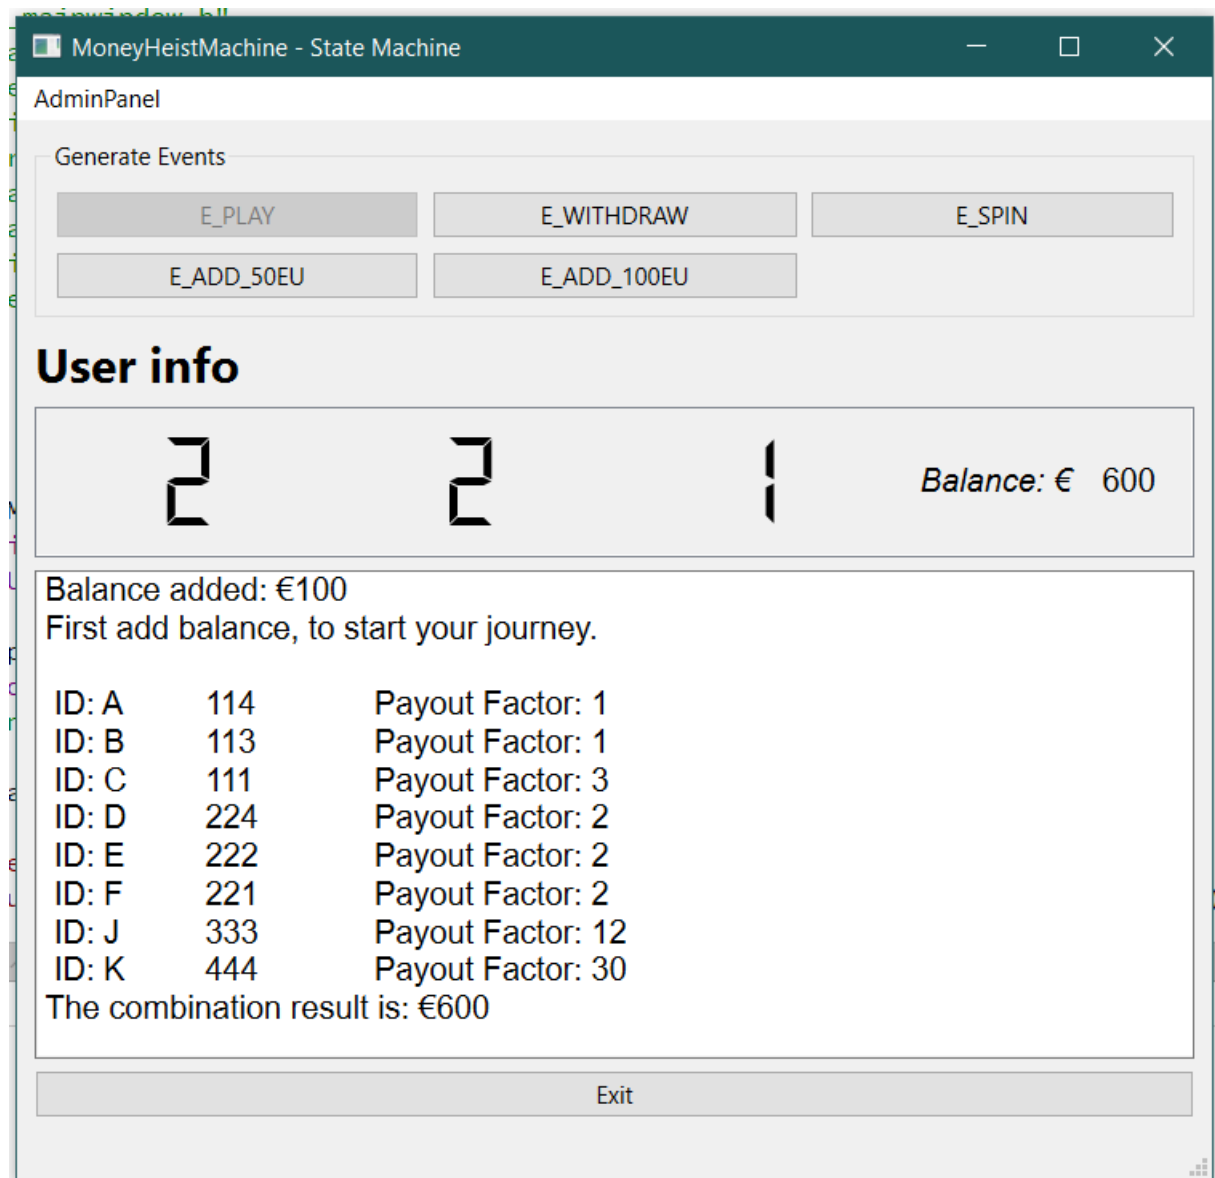 mainwindow.h"
MoneyHeistMachine - State Machine
AdminPanel
Generate Events
E_PLAY E_WITHDRAW E_SPIN
E_ADD_50EU E_ADD_100EU
User info
2 2 1 Balance: € 600
Balance added: €100
First add balance, to start your journey.
ID: A 114 Payout Factor: 1
ID: B 113 Payout Factor: 1
ID: C 111 Payout Factor: 3
ID: D 224 Payout Factor: 2
ID: E 222 Payout Factor: 2
ID: F 221 Payout Factor: 2
ID: J 333 Payout Factor: 12
ID: K 444 Payout Factor: 30
The combination result is: €600
Exit